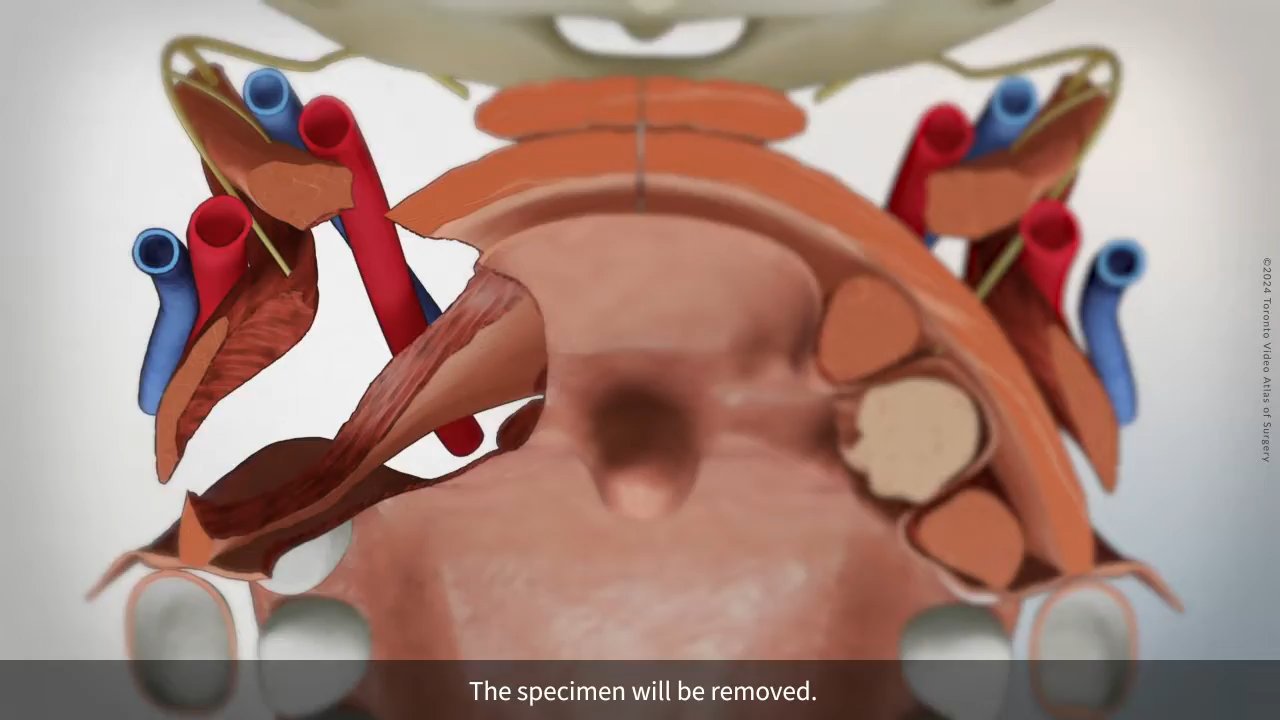 ©2024 Toronto Video Atlas of Surgery
The specimen will be removed.